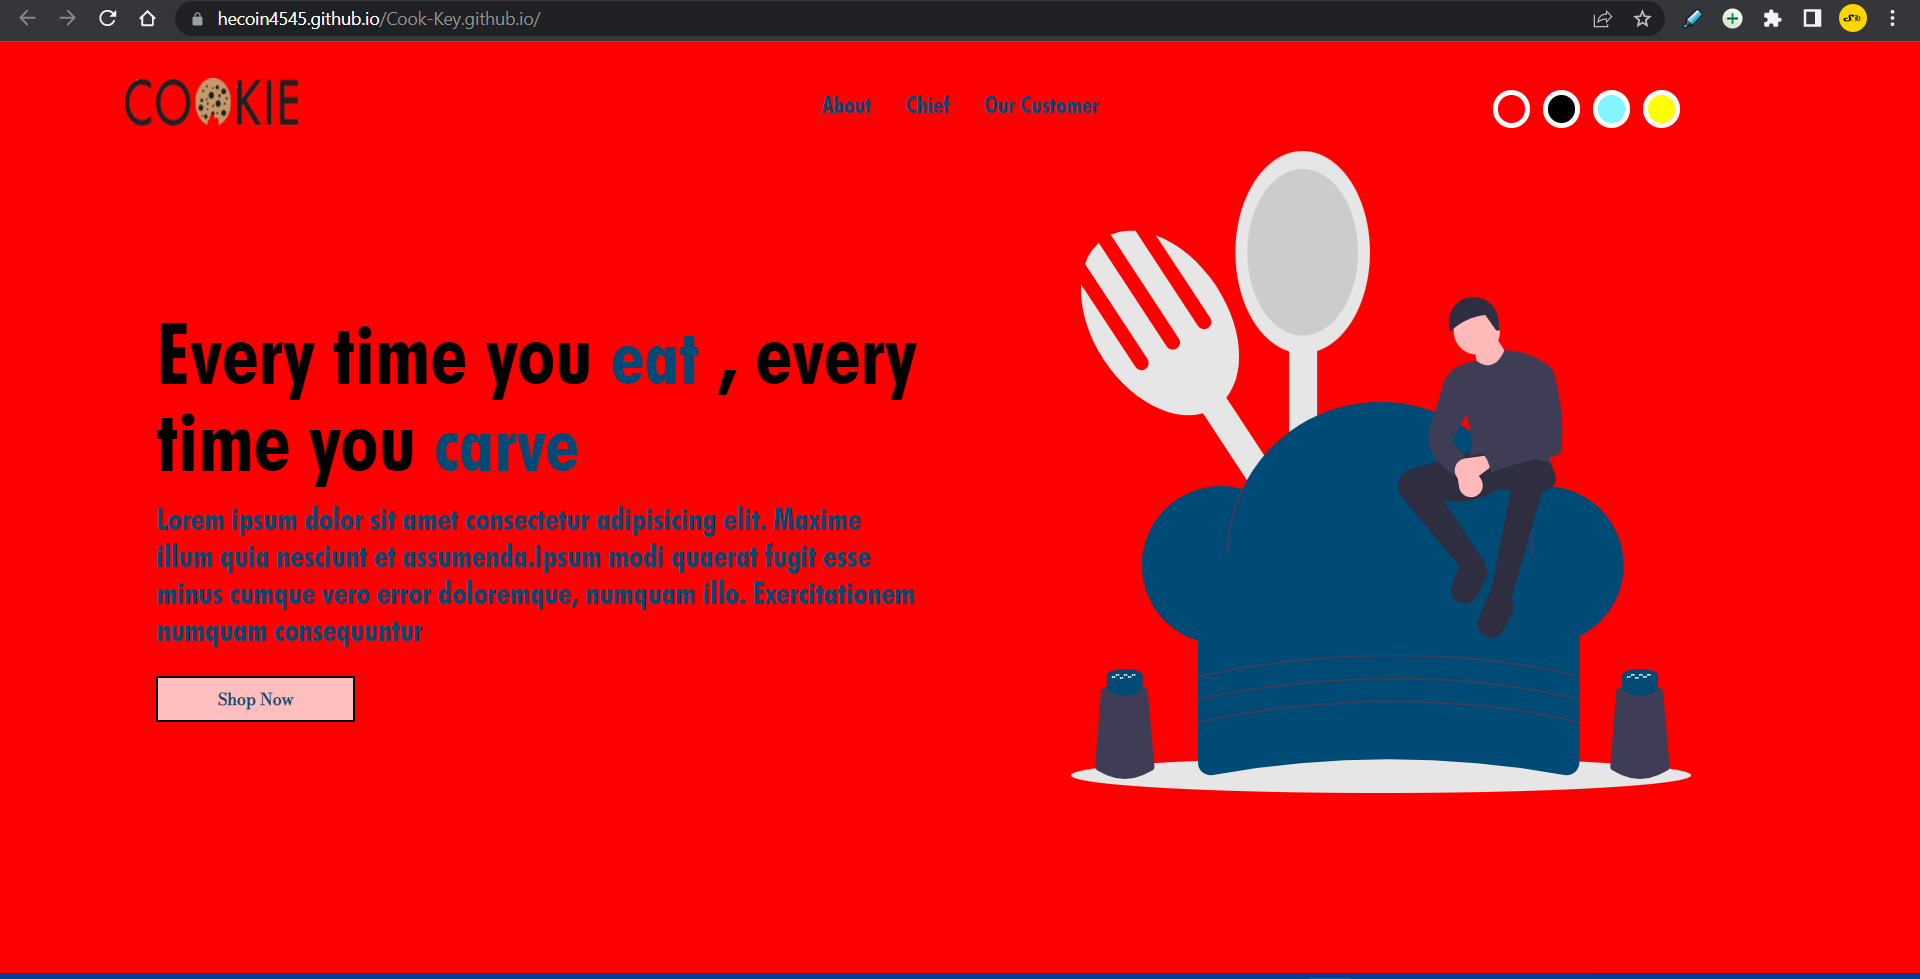 hecoin4545.github.io/Cook-Key.github.io/
COOKIE
About Chief Our Customer
Every time you eat , every
time you carve
Lorem ipsum dolor sit amet consectetur adipisicing elit. Maxime
illum quia nesciunt et assumenda.Ipsum modi quaerat fugit esse
minus cumque vero error doloremque, numquam illo. Exercitationem
numquam consequuntur
Shop Now